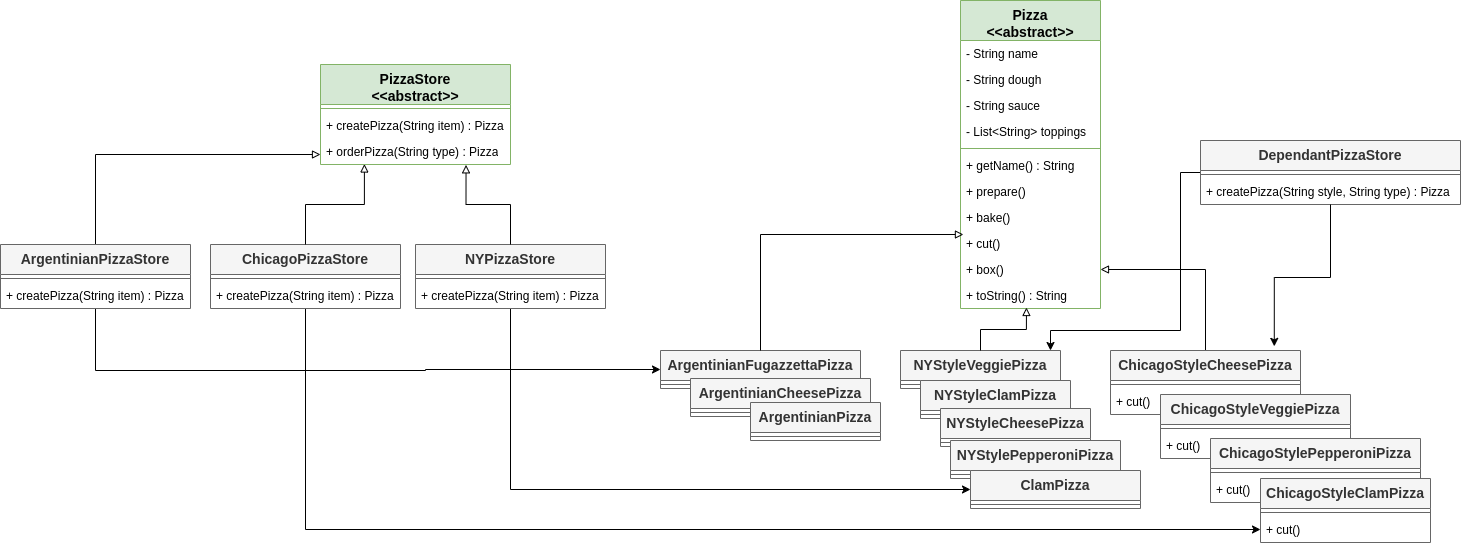 Pizza
<<abstract>>
- String name
- String dough
- String sauce
- List<String> toppings
+ getName() : String
+ prepare()
+ bake()
+ cut()
+ box()
+ toString() : String
PizzaStore
<<abstract>>
+ createPizza(String item) : Pizza
+ orderPizza(String type) : Pizza
DependantPizzaStore
+ createPizza(String style, String type) : Pizza
ArgentinianPizzaStore
+ createPizza(String item) : Pizza
ChicagoPizzaStore
+ createPizza(String item) : Pizza
NYPizzaStore
+ createPizza(String item) : Pizza
ArgentinianFugazzettaPizza
ArgentinianCheesePizza
ArgentinianPizza
NYStyleVeggiePizza
NYStyleClamPizza
NYStyleCheesePizza
NYStylePepperoniPizza
ClamPizza
ChicagoStyleCheesePizza
+ cut()
ChicagoStyleVeggiePizza
+ cut()
ChicagoStylePepperoniPizza
+ cut()
ChicagoStyleClamPizza
+ cut()